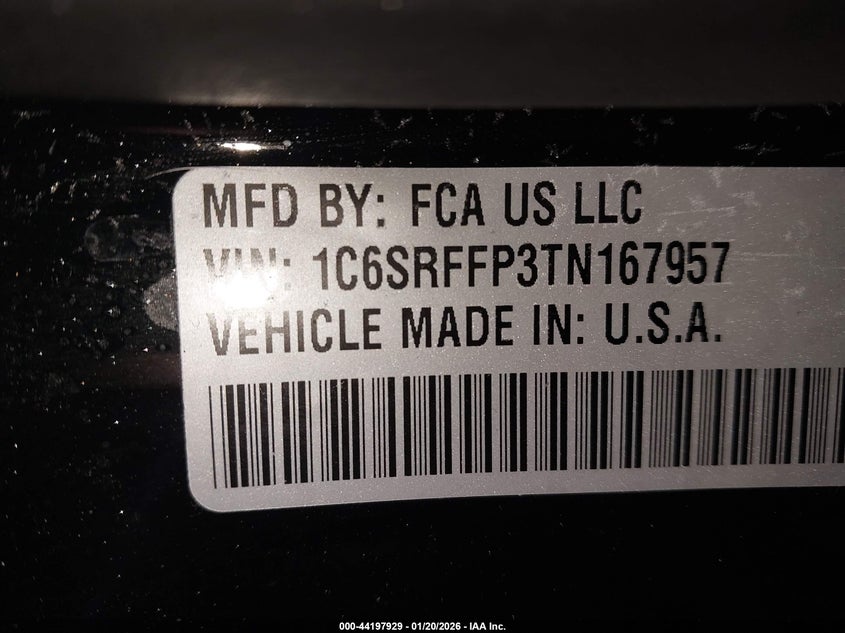 MFD BY: FCA US LLC
VIN: 1C6SRFFP3TN167957
VEHICLE MADE IN: U.S.A.
000-44197929 - 01/20/2026 - IAA Inc.